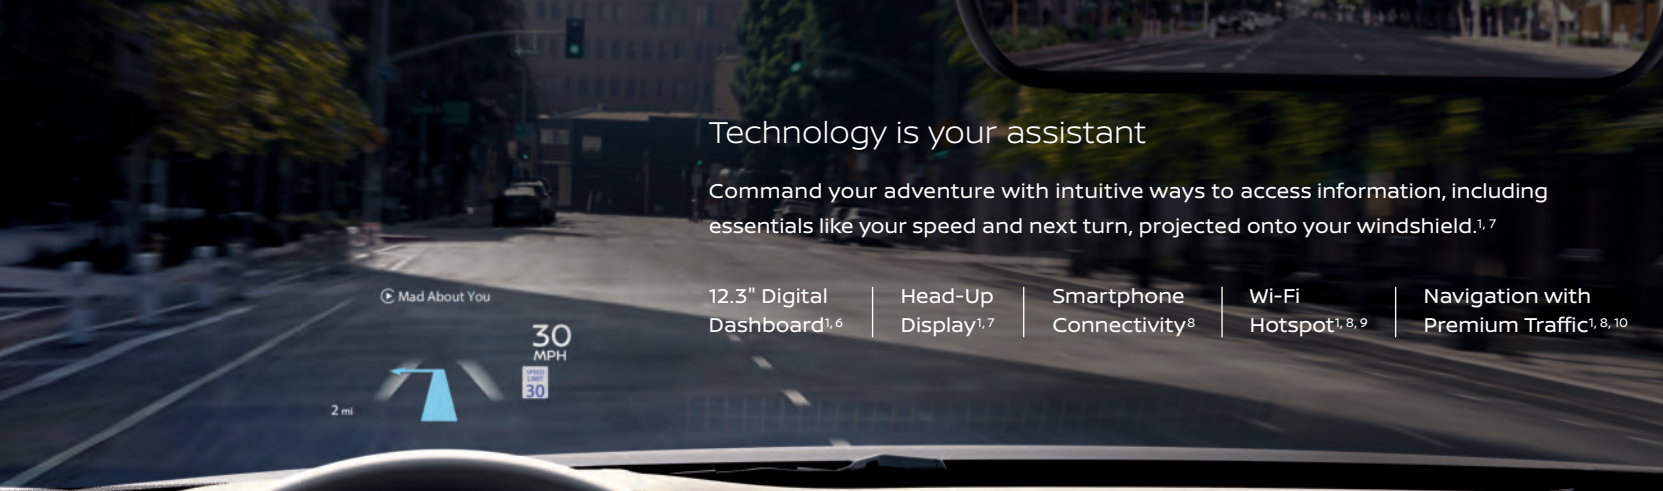 Technology is your assistant
Command your adventure with intuitive ways to access information, including
essentials like your speed and next turn, projected onto your windshield.1, 7
12.3" Digital
Dashboard1, 6
Head-Up
Display1, 7
Smartphone
Connectivity8
Wi-Fi
Hotspot1, 8, 9
Navigation with
Premium Traffic1, 8, 10
Mad About You
30
MPH
SPEED
LIMIT
30
2 mi